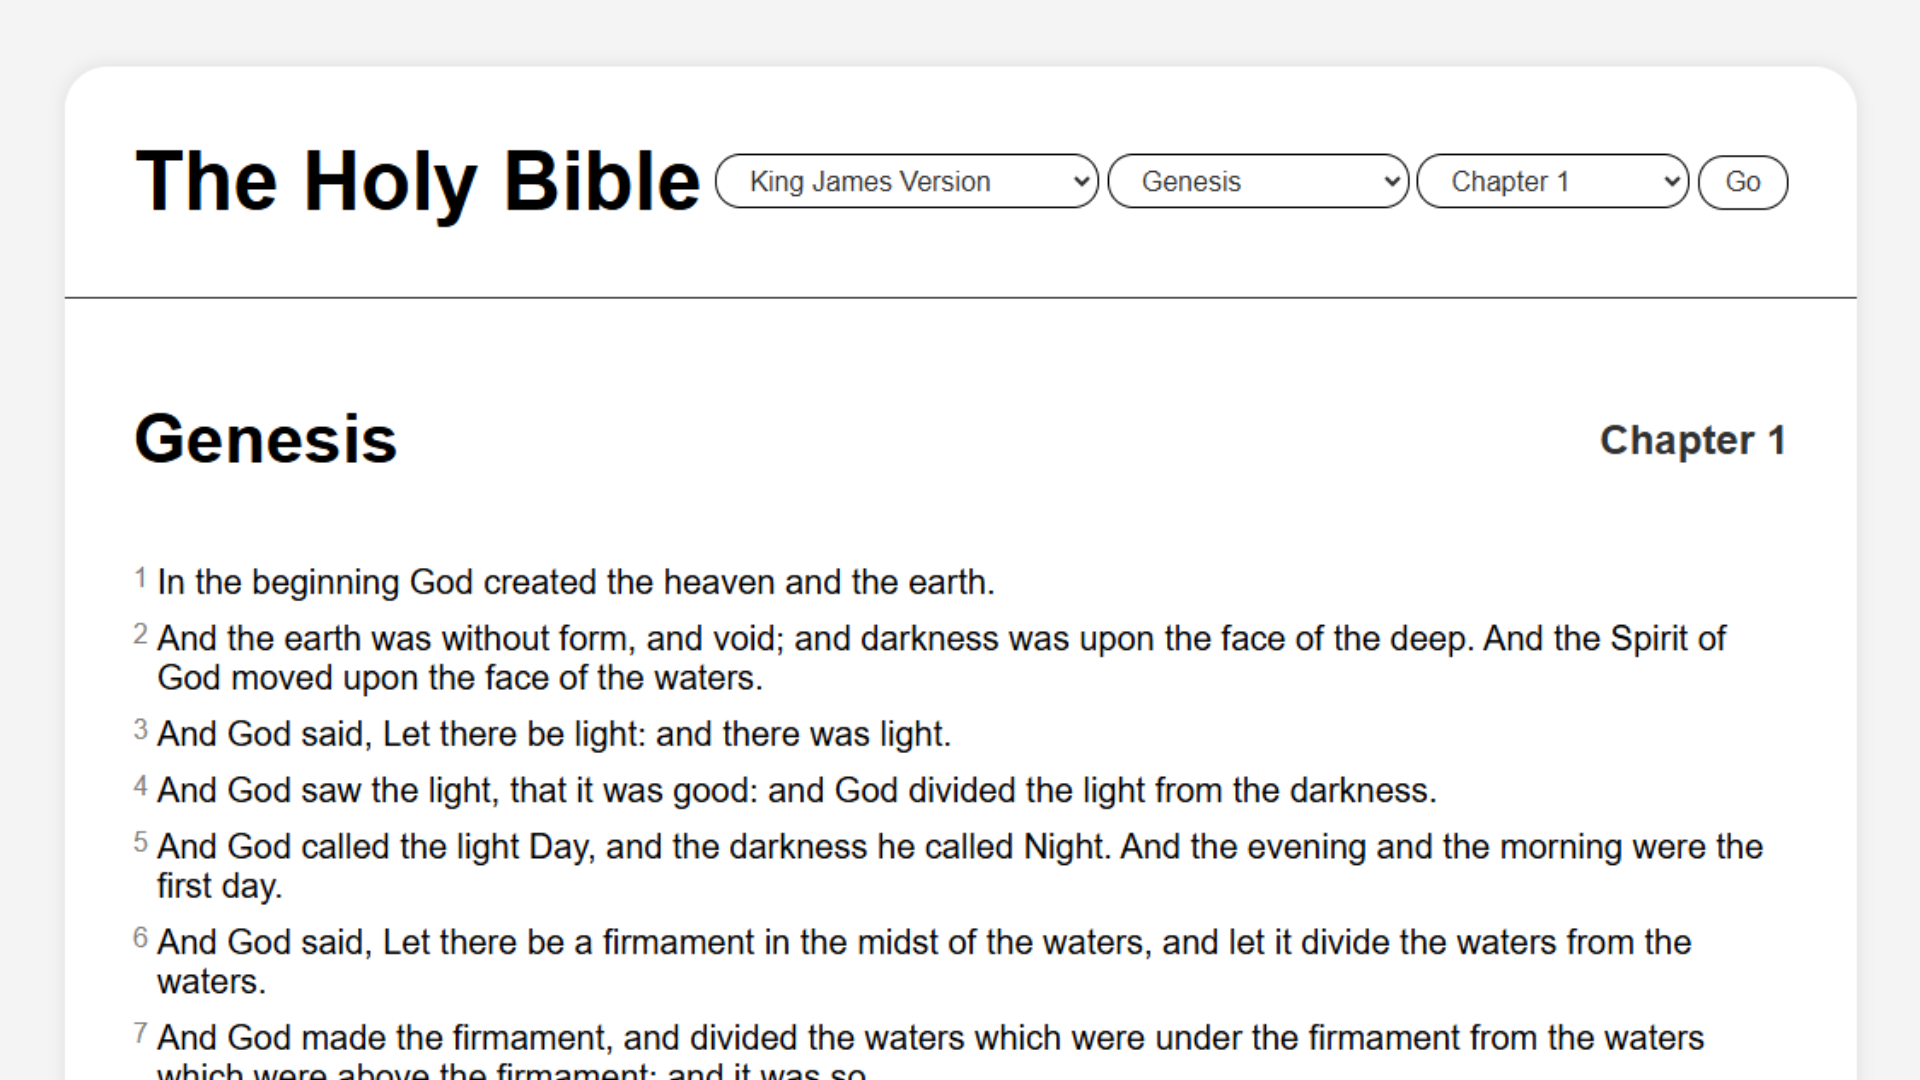 The Holy Bible King James Version Genesis Chapter 1 Go
Genesis Chapter 1
1 In the beginning God created the heaven and the earth.
2 And the earth was without form, and void; and darkness was upon the face of the deep. And the Spirit of
God moved upon the face of the waters.
3 And God said, Let there be light: and there was light.
4 And God saw the light, that it was good: and God divided the light from the darkness.
5 And God called the light Day, and the darkness he called Night. And the evening and the morning were the
first day.
6 And God said, Let there be a firmament in the midst of the waters, and let it divide the waters from the
waters.
7 And God made the firmament, and divided the waters which were under the firmament from the waters
which were above the firmament: and it was so.